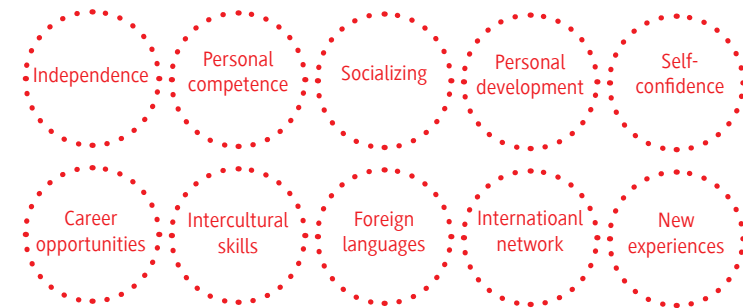 Independence
Personal
competence
Socializing
Personal
development
Self-
confidence
Career
opportunities
Intercultural
skills
Foreign
languages
Internatioanl
network
New
experiences